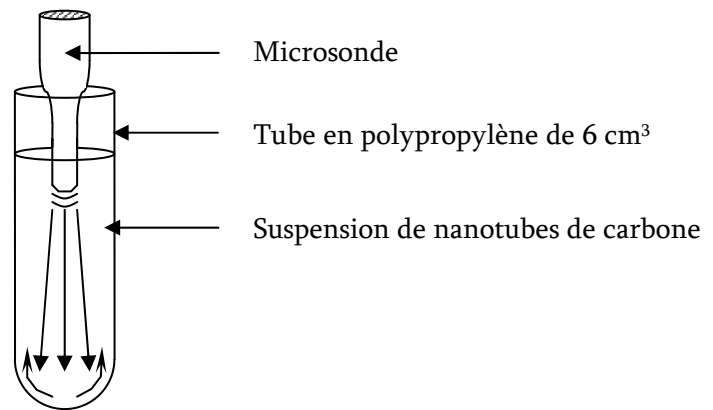 Microsonde
Tube en polypropylène de 6 cm³
Suspension de nanotubes de carbone